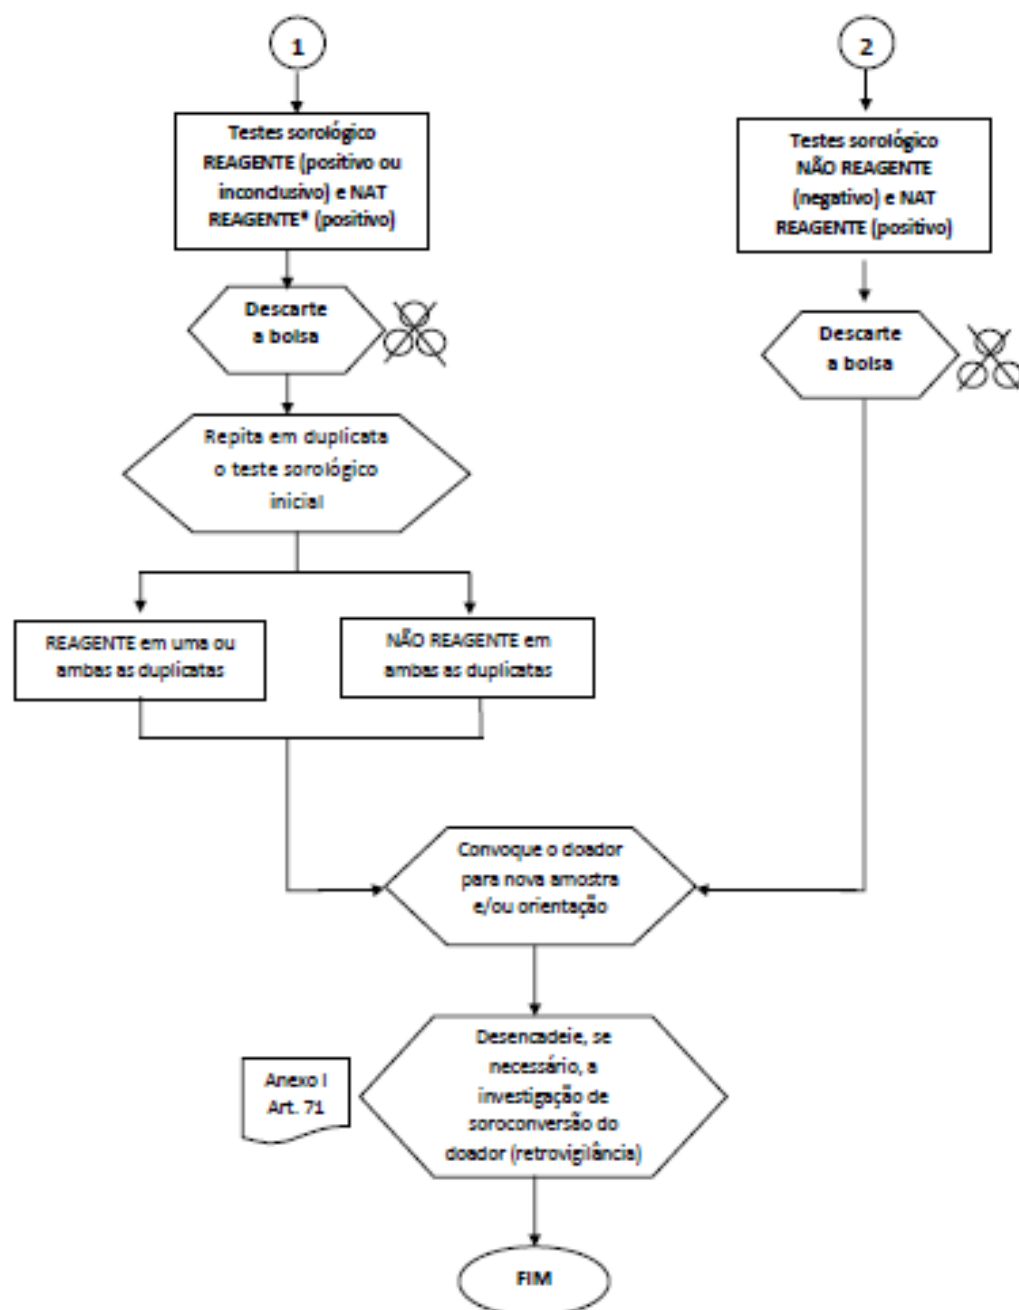 1
Testes sorológico
REAGENTE (positivo ou
inconclusivo) e NAT
REAGENTE* (positivo)
Descarte
a bolsa
Repita em duplicata
o teste sorológico
inicial
REAGENTE em uma ou
ambas as duplicatas
NÃO REAGENTE em
ambas as duplicatas
2
Testes sorológico
NÃO REAGENTE
(negativo) e NAT
REAGENTE (positivo)
Descarte
a bolsa
Convoque o doador
para nova amostra
e/ou orientação
Anexo I
Art. 71
Desencadeie, se
necessário, a
investigação de
soroconversão do
doador (retrovigilância)
FIM